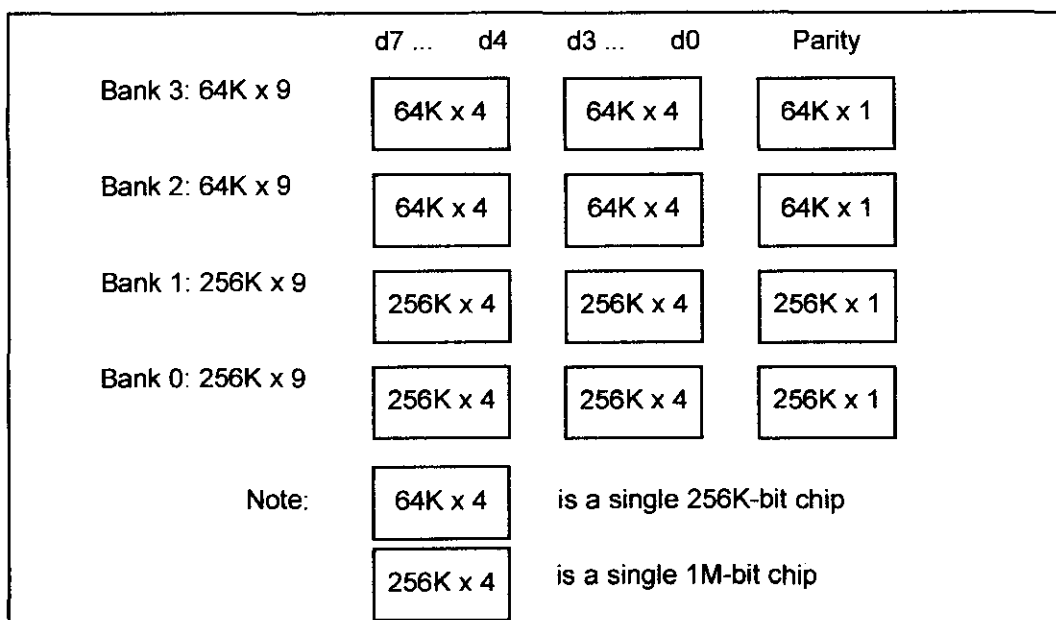 d7 ... d4 d3 ... d0 Parity
Bank 3: 64K x 9
64K x 4 64K x 4 64K x 1
Bank 2: 64K x 9
64K x 4 64K x 4 64K x 1
Bank 1: 256K x 9
256K x 4 256K x 4 256K x 1
Bank 0: 256K x 9
256K x 4 256K x 4 256K x 1
Note: 64K x 4 is a single 256K-bit chip
256K x 4 is a single 1M-bit chip